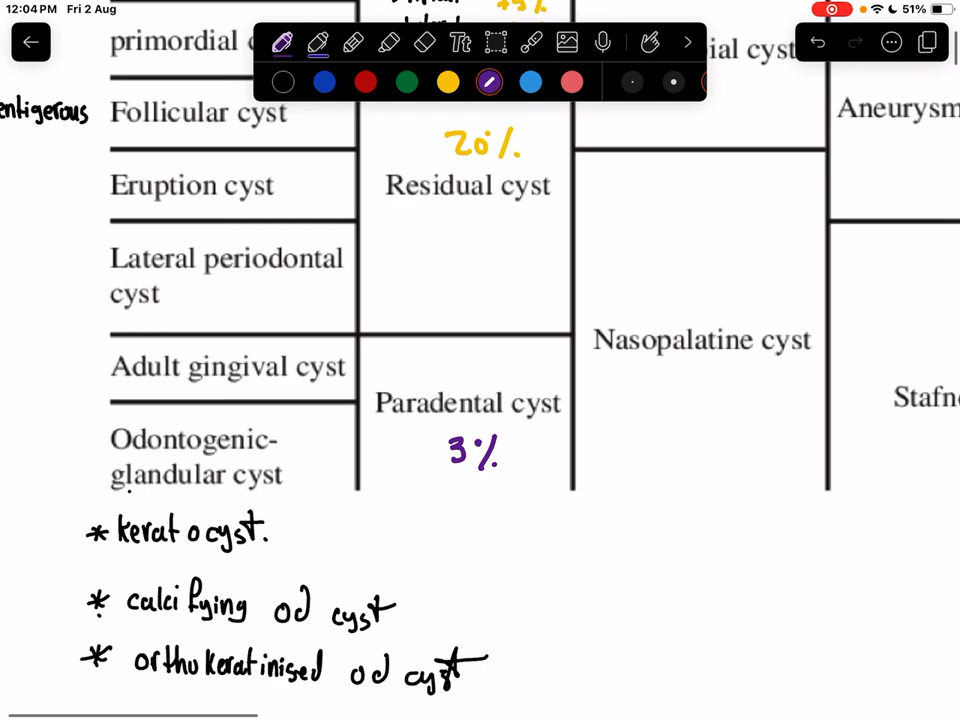 12:04 PM Fri 2 Aug
51%
+5%
primordial
ial cyst
Tt
entigerous
Follicular cyst
Aneurysm
20%.
Eruption cyst
Residual cyst
Lateral periodontal
cyst
Nasopalatine cyst
Adult gingival cyst
Paradental cyst
Stafn
3%.
Odontogenic-
glandular cyst
* keratocyst.
* calcifying od cyst
* orthokeratinised od cyst